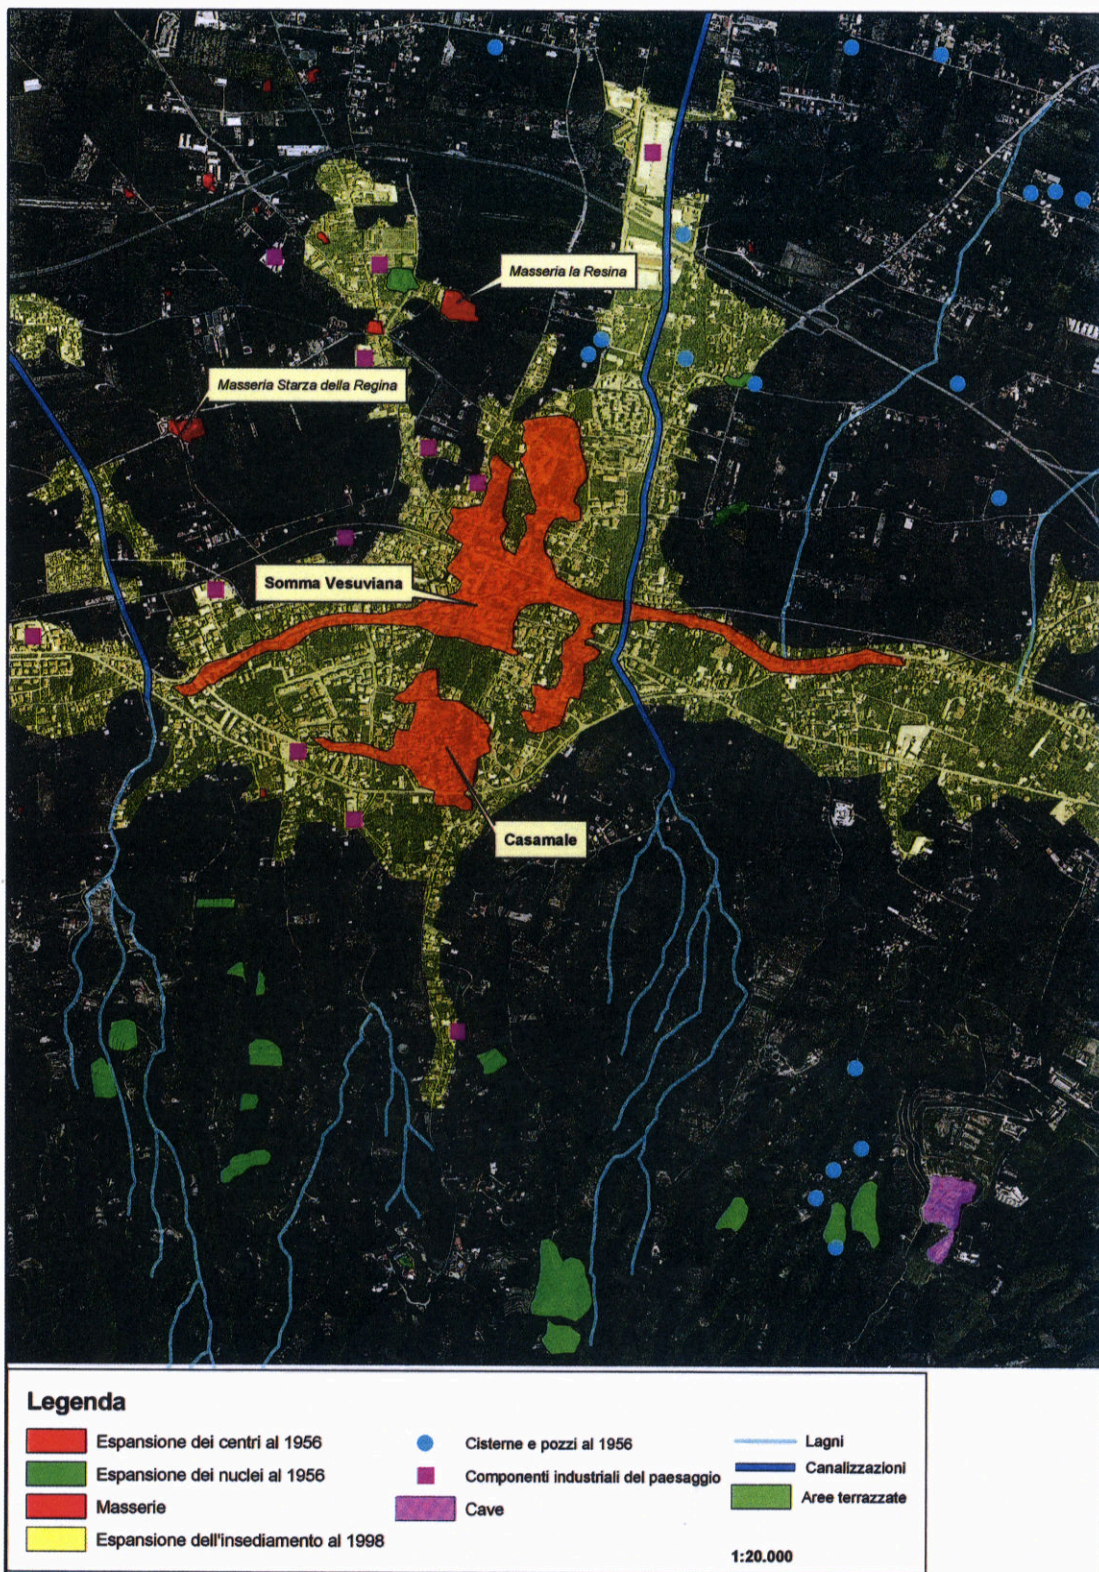 Masseria la Resina
Masseria Starza della Regina
Somma Vesuviana
Casamale
Legenda
Espansione dei centri al 1956
Espansione dei nuclei al 1956
Masserie
Espansione dell'insediamento al 1998
Cisterne e pozzi al 1956
Componenti industriali del paesaggio
Cave
Lagni
Canalizzazioni
Aree terrazzate
1:20.000